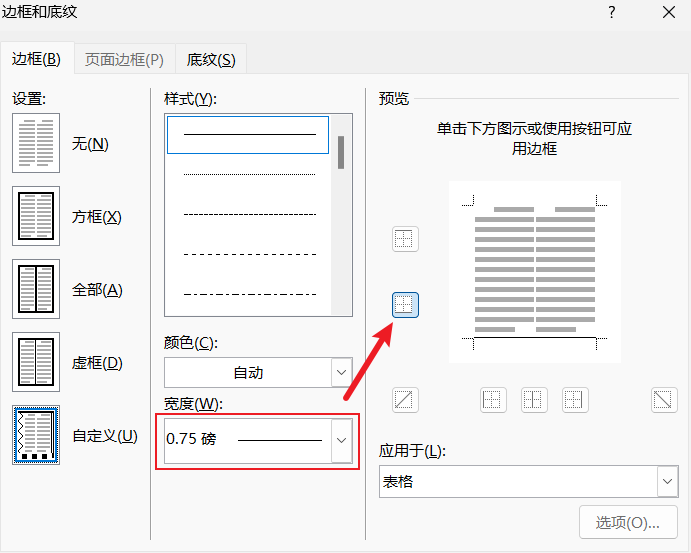 边框和底纹
? ×
边框(B) 页面边框(P) 底纹(S)
设置:
无(N)
方框(X)
全部(A)
虚框(D)
自定义(U)
样式(Y):
颜色(C):
自动
宽度(W):
0.75 磅
预览
单击下方图示或使用按钮可应
用边框
应用于(L):
表格
选项(O)...